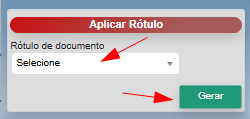 Aplicar Rótulo
Rótulo de documento
Selecione
Gerar